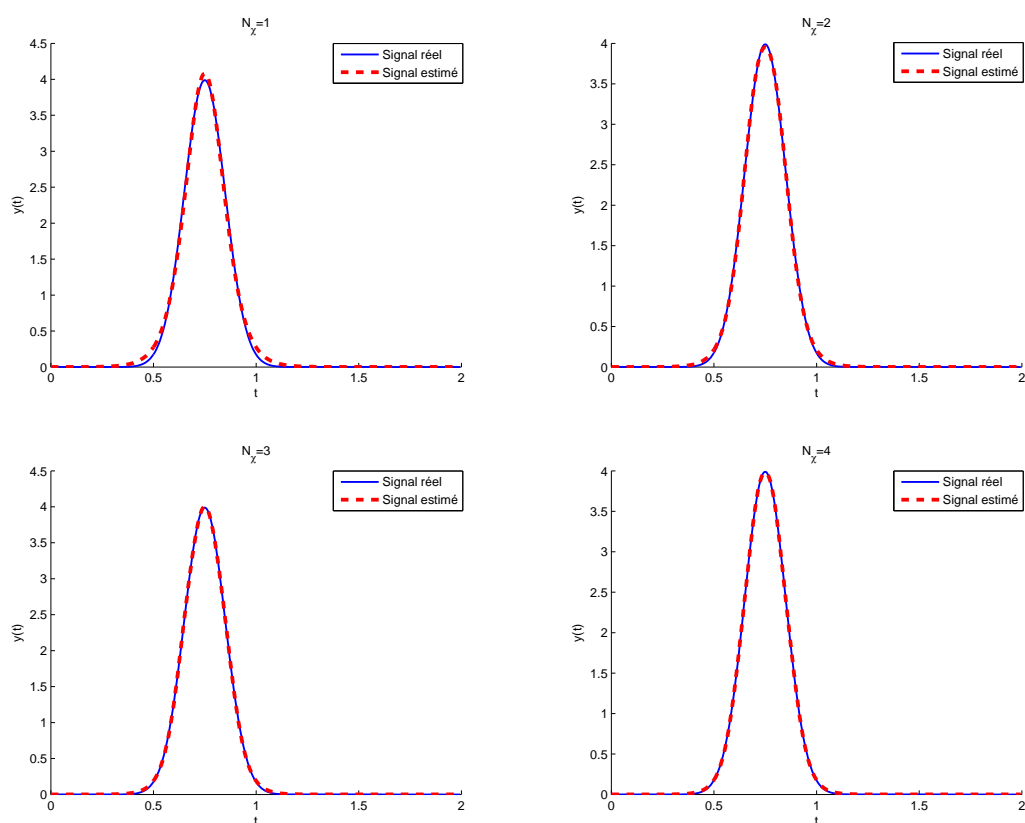 N_χ=1
4.5
4
3.5
3
2.5
2
1.5
1
0.5
0
y(t)
Signal réel
Signal estimé
0 0.5 1 1.5 2
t
N_χ=2
4
3.5
3
2.5
2
1.5
1
0.5
0
y(t)
Signal réel
Signal estimé
0 0.5 1 1.5 2
t
N_χ=3
4.5
4
3.5
3
2.5
2
1.5
1
0.5
0
y(t)
Signal réel
Signal estimé
0 0.5 1 1.5 2
t
N_χ=4
4
3.5
3
2.5
2
1.5
1
0.5
0
y(t)
Signal réel
Signal estimé
0 0.5 1 1.5 2
t